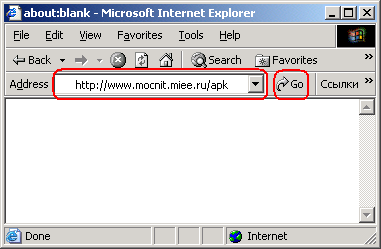 about:blank - Microsoft Internet Explorer
File Edit View Favorites Tools Help
Back Search Favorites »
Address http://www.mocnit.miee.ru/apk Go Ссылки »
Done Internet